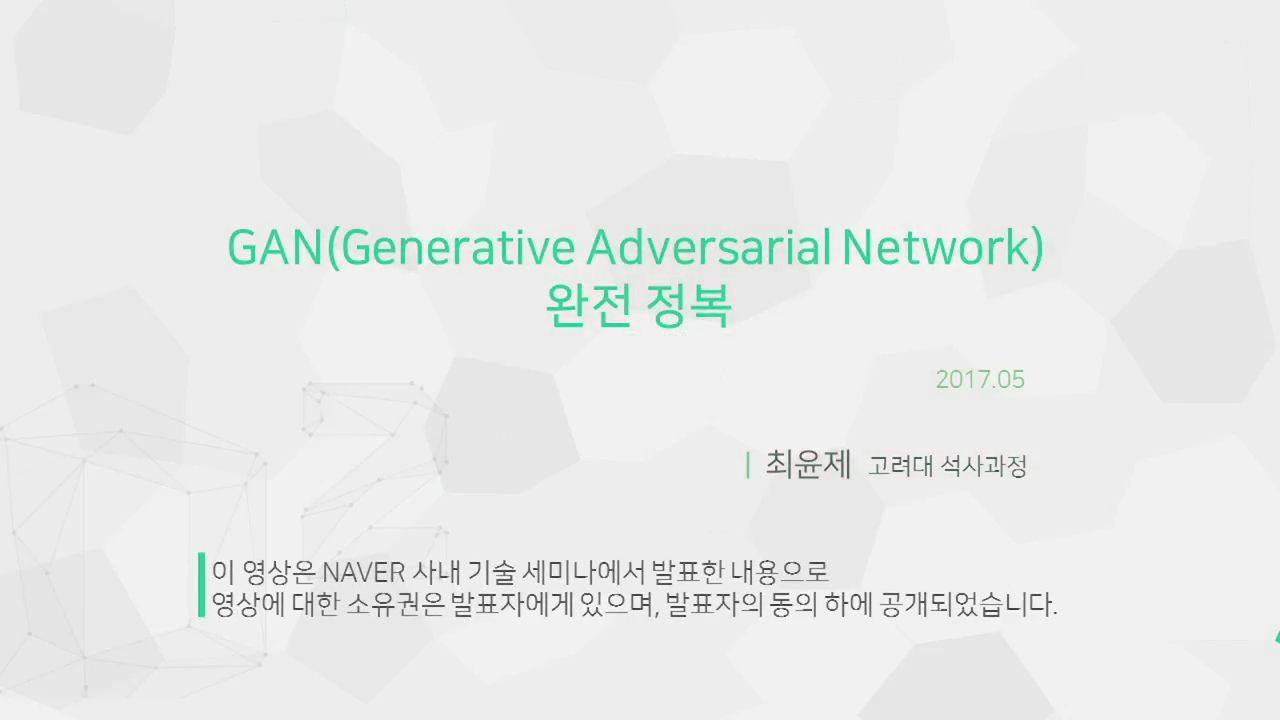 GAN(Generative Adversarial Network)
완전 정복
2017.05
최윤제 고려대 석사과정
이 영상은 NAVER 사내 기술 세미나에서 발표한 내용으로
영상에 대한 소유권은 발표자에게 있으며, 발표자의 동의 하에 공개되었습니다.